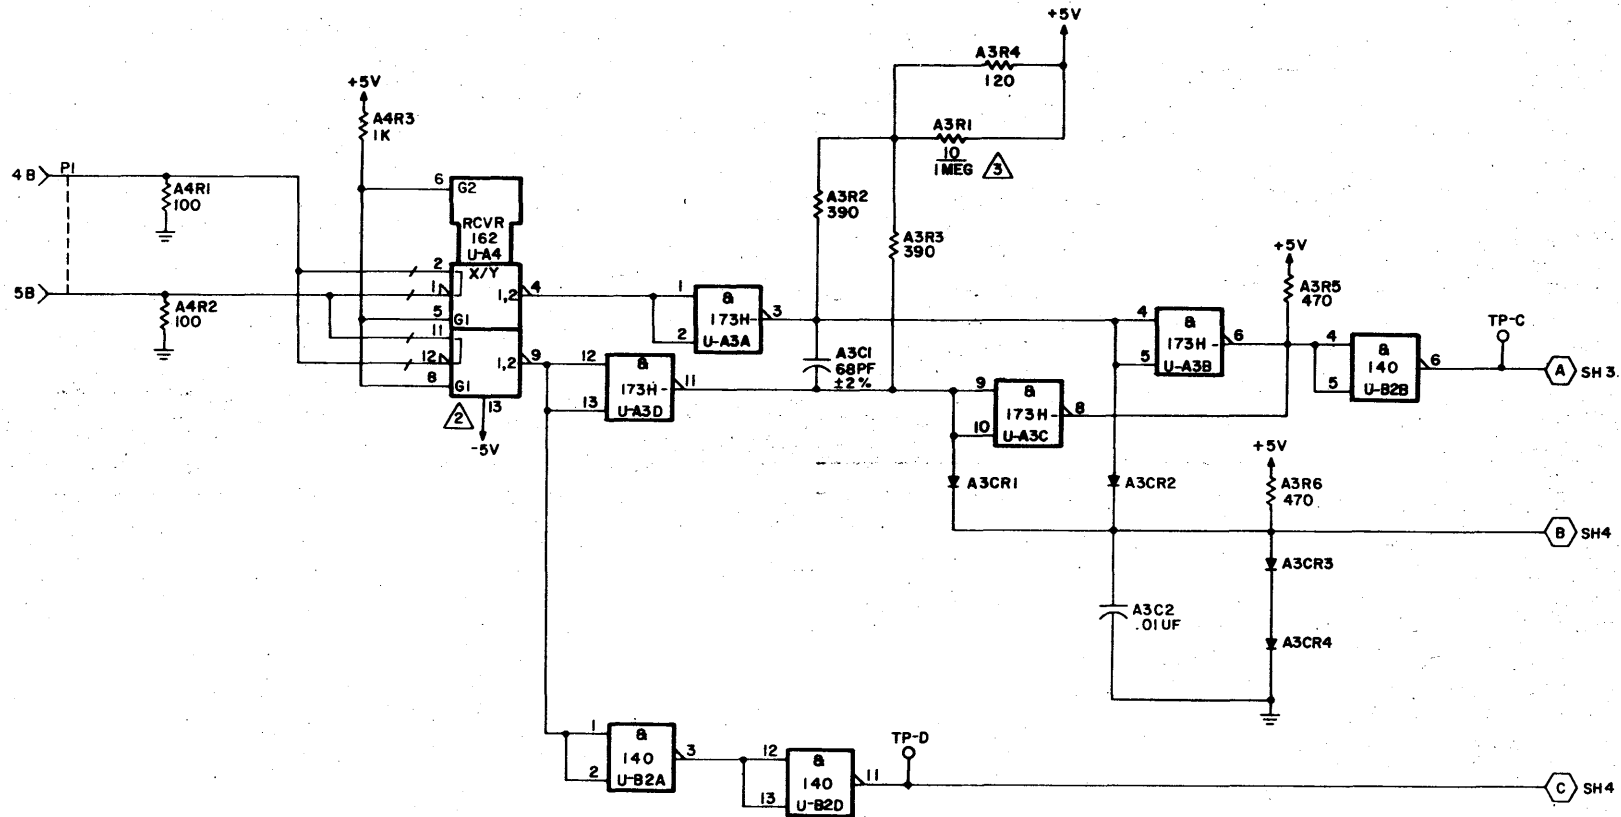 +5V
A3R4
120
+5V
A4R3
1K
A3R1
10
1MEG
3
4B
P1
A4R1
100
6
G2
RCVR
162
U-A4
A3R2
390
A3R3
390
2
X/Y
1
1,2
4
5
G1
5B
A4R2
100
11
12
1,2
9
8
G1
13
2
-5V
1
&
173H
3
2
U-A3A
12
&
173H
11
13
U-A3D
A3C1
68PF
±2%
9
&
173H
8
10
U-A3C
4
&
173H
6
5
U-A3B
+5V
A3R5
470
4
&
140
6
5
U-B2B
TP-C
A
SH 3.
A3CR1
A3CR2
+5V
A3R6
470
B
SH4
A3CR3
A3C2
.01UF
A3CR4
1
&
140
3
2
U-B2A
12
&
140
11
13
U-B2D
TP-D
C
SH4